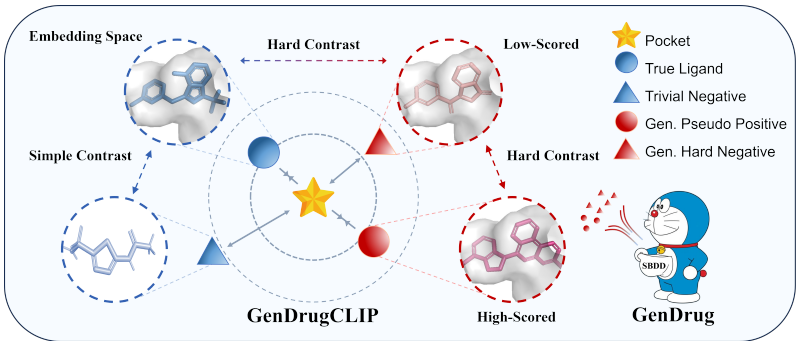 Embedding Space
Hard Contrast
Low-Scored
Pocket
True Ligand
Trivial Negative
Gen. Pseudo Positive
Gen. Hard Negative
Simple Contrast
Hard Contrast
SBDD
GenDrugCLIP
High-Scored
GenDrug